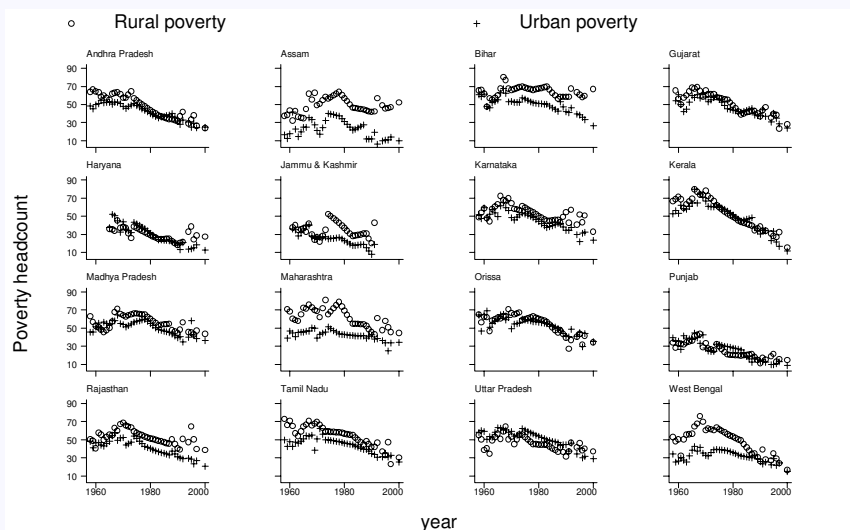 Rural poverty Urban poverty
Andhra Pradesh Assam Bihar Gujarat
90
70
50
30
10
Haryana Jammu & Kashmir Karnataka Kerala
90
70
50
30
10
Madhya Pradesh Maharashtra Orissa Punjab
90
70
50
30
10
Rajasthan Tamil Nadu Uttar Pradesh West Bengal
90
70
50
30
10
1960 1980 2000 1960 1980 2000 1960 1980 2000 1960 1980 2000
Poverty headcount
year